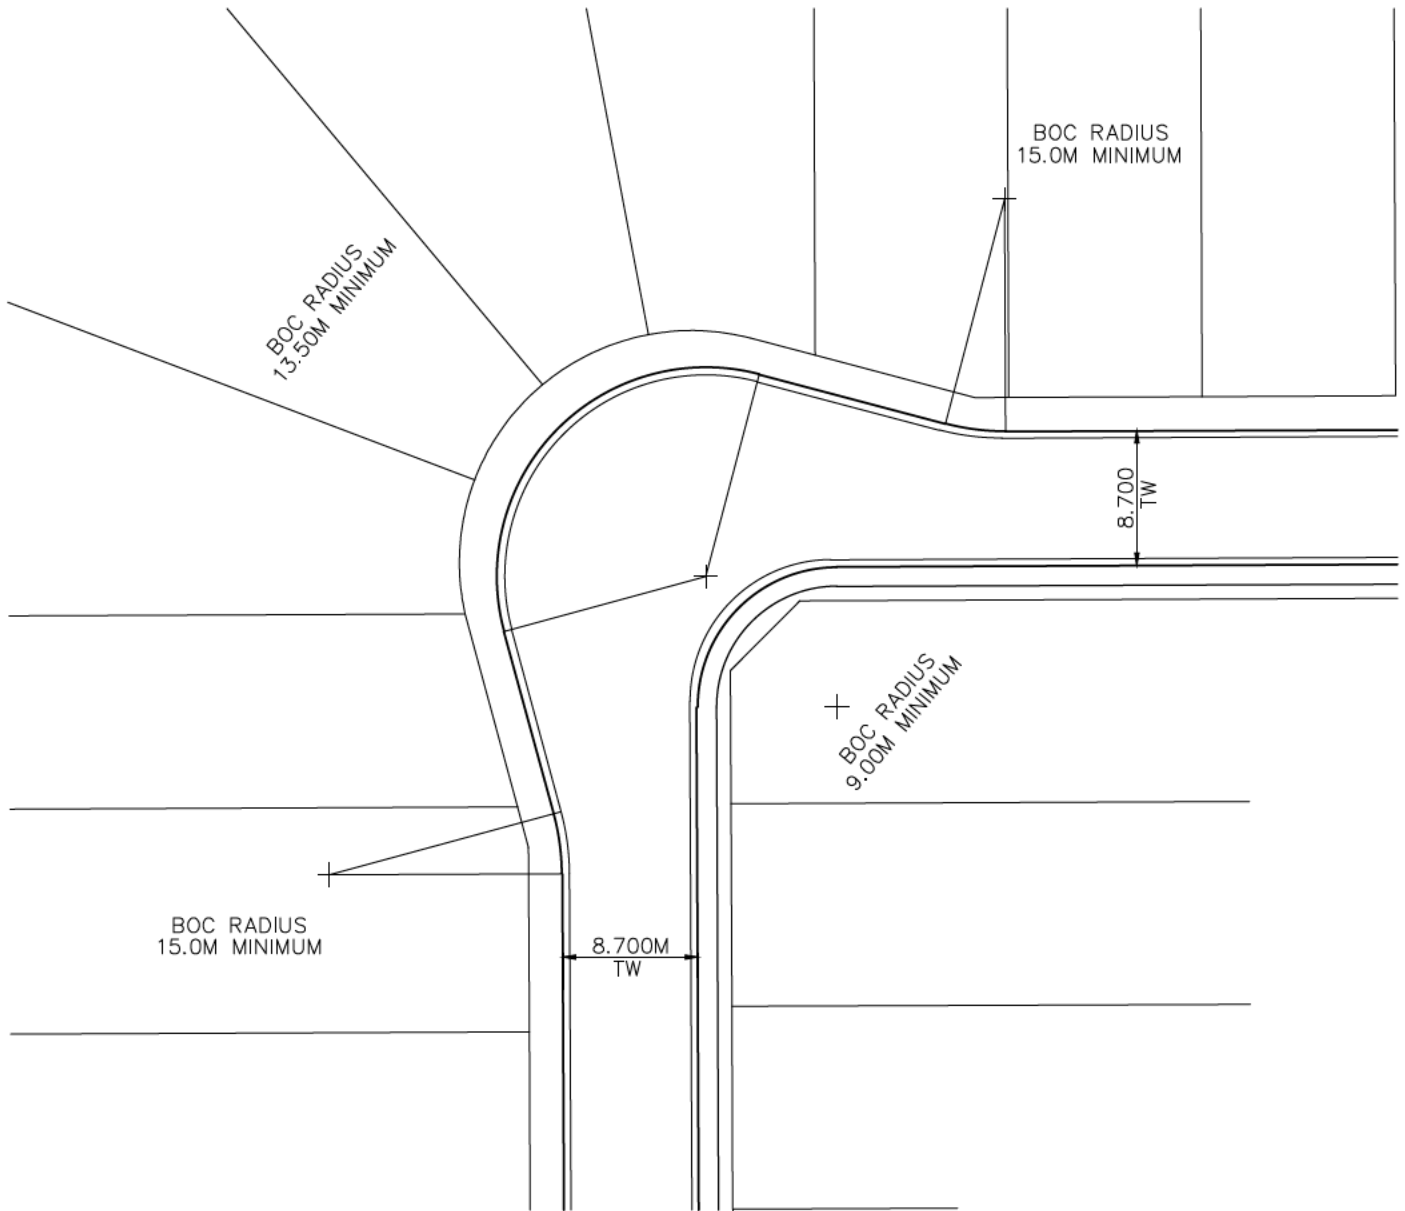 BOC RADIUS
15.0M MINIMUM
BOC RADIUS
13.50M MINIMUM
8.700
TW
BOC RADIUS
9.00M MINIMUM
BOC RADIUS
15.0M MINIMUM
8.700M
TW